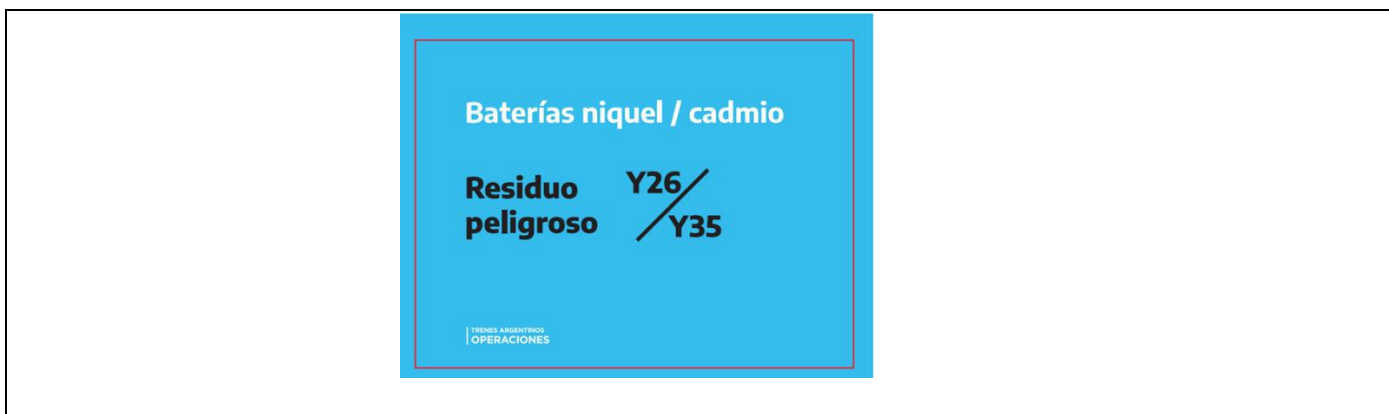 Baterías niquel / cadmio
Residuo
peligroso
Y26/
Y35
TRENES ARGENTINOS
OPERACIONES